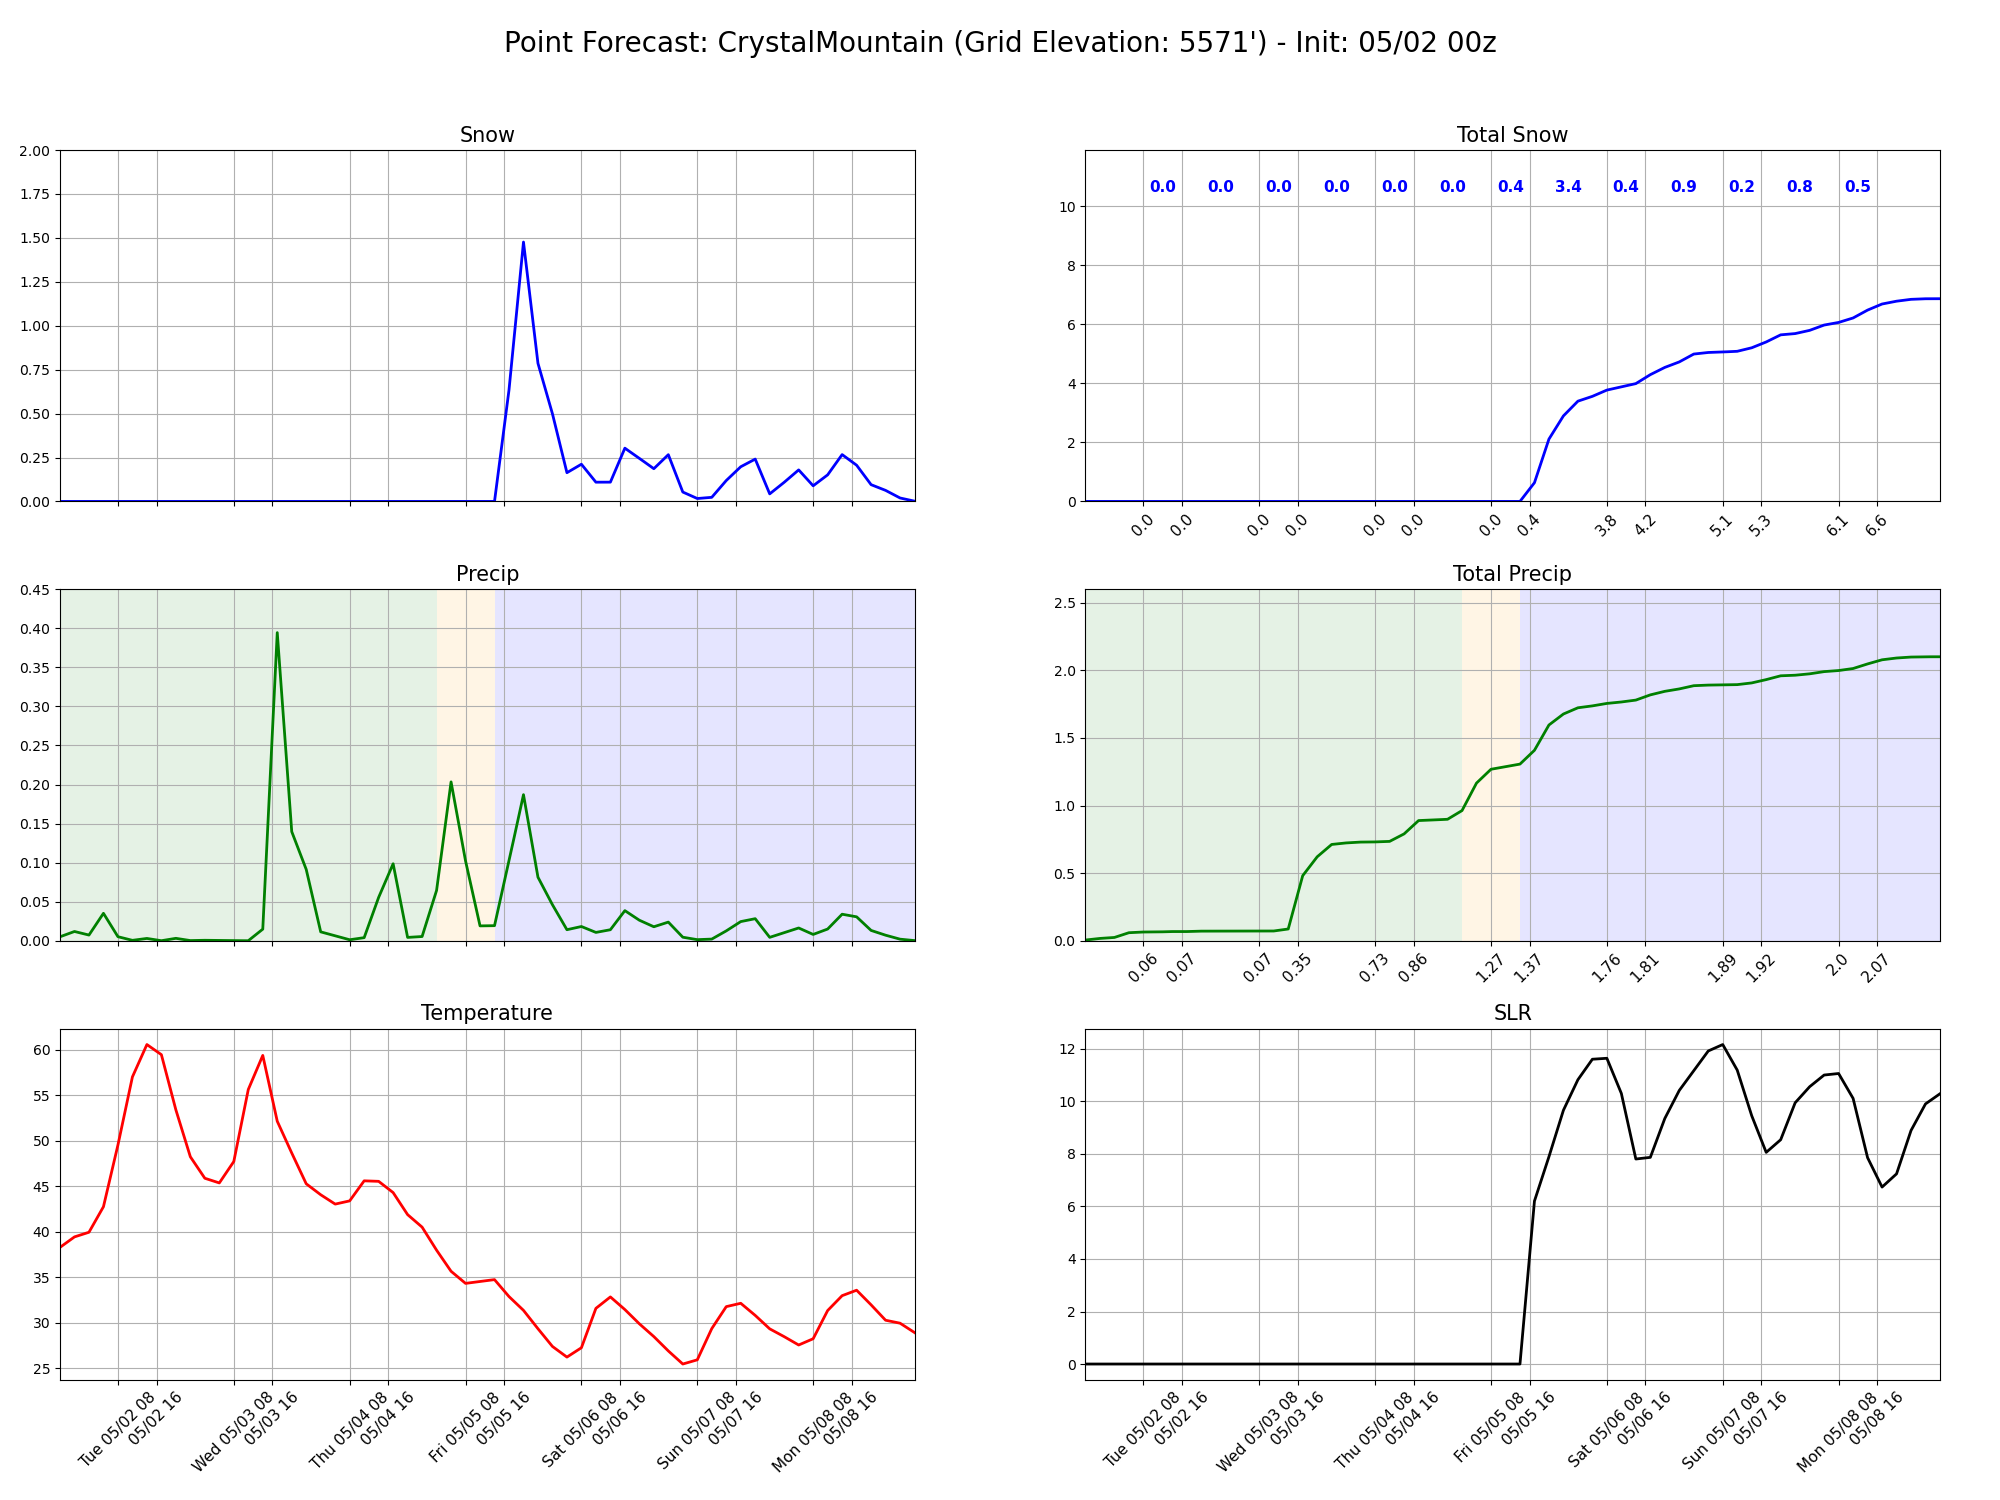 Point Forecast: CrystalMountain (Grid Elevation: 5571') - Init: 05/02 00z
Snow
2.00
1.75
1.50
1.25
1.00
0.75
0.50
0.25
0.00
Total Snow
0.0 0.0 0.0 0.0 0.0 0.0 0.4 3.4 0.4 0.9 0.2 0.8 0.5
10
8
6
4
2
0
0.0 0.0 0.0 0.0 0.0 0.0 0.0 0.4 3.8 4.2 5.1 5.3 6.1 6.6
Precip
0.45
0.40
0.35
0.30
0.25
0.20
0.15
0.10
0.05
0.00
Total Precip
2.5
2.0
1.5
1.0
0.5
0.0
0.06 0.07 0.07 0.35 0.73 0.86 1.27 1.37 1.76 1.81 1.89 1.92 2.0 2.07
Temperature
60
55
50
45
40
35
30
25
Tue 05/02 08
05/02 16
Wed 05/03 08
05/03 16
Thu 05/04 08
05/04 16
Fri 05/05 08
05/05 16
Sat 05/06 08
05/06 16
Sun 05/07 08
05/07 16
Mon 05/08 08
05/08 16
SLR
12
10
8
6
4
2
0
Tue 05/02 08
05/02 16
Wed 05/03 08
05/03 16
Thu 05/04 08
05/04 16
Fri 05/05 08
05/05 16
Sat 05/06 08
05/06 16
Sun 05/07 08
05/07 16
Mon 05/08 08
05/08 16